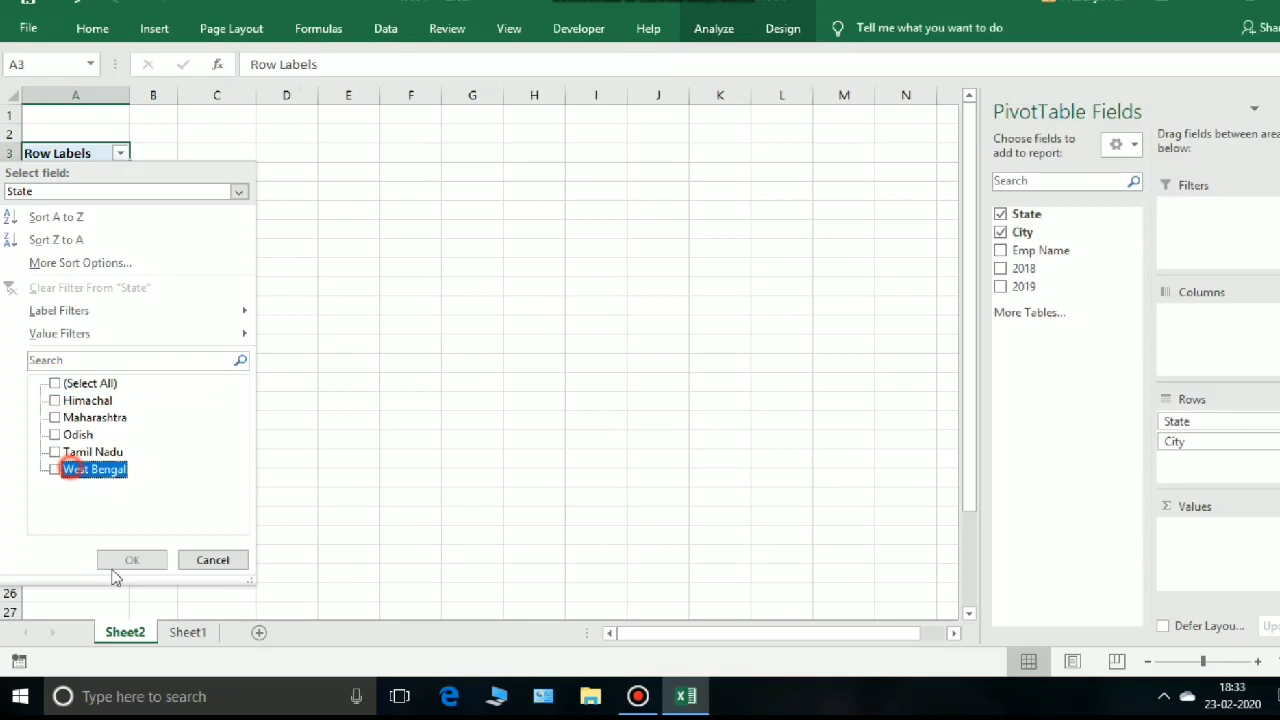 File Home Insert Page Layout Formulas Data Review View Developer Help Analyze Design Tell me what you want to do
A3 fx Row Labels
A B C D E F G H I J K L M N
1
2
3 Row Labels
Select field:
State
Sort A to Z
Sort Z to A
More Sort Options...
Clear Filter From "State"
Label Filters
Value Filters
Search
(Select All)
Himachal
Maharashtra
Odish
Tamil Nadu
West Bengal
OK Cancel
26
27
Sheet2 Sheet1
PivotTable Fields
Choose fields to
add to report:
Search
State
City
Emp Name
2018
2019
More Tables...
Drag fields between area
below:
Filters
Columns
Rows
State
City
Σ Values
Defer Layou...
Type here to search
18:33
23-02-2020